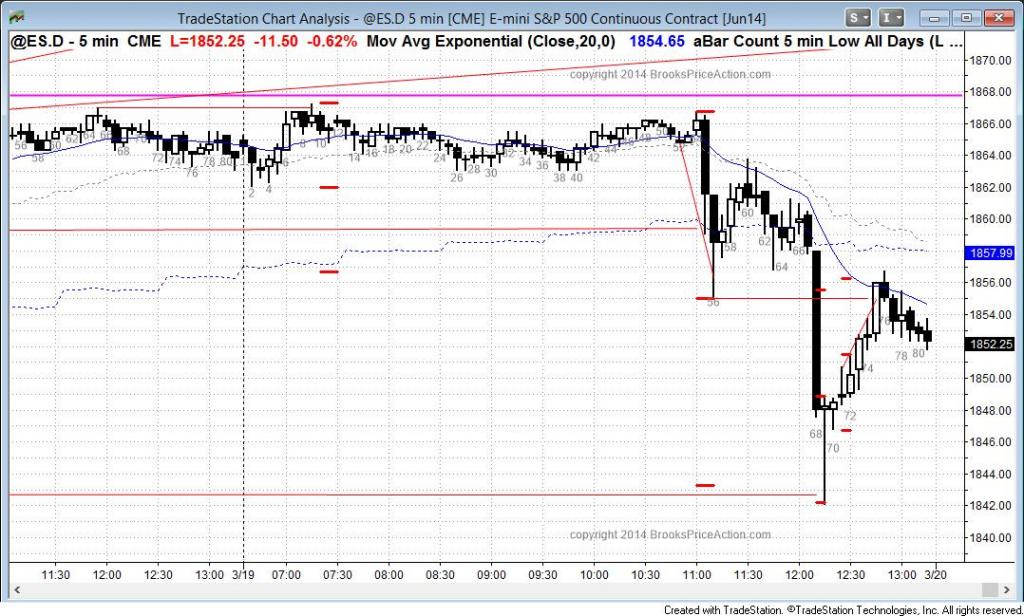 TradeStation Chart Analysis - @ES.D 5 min [CME] E-mini S&P 500 Continuous Contract [Jun14]
S I
@ES.D - 5 min CME L=1852.25 -11.50 -0.62% Mov Avg Exponential (Close,20,0) 1854.65 aBar Count 5 min Low All Days (L ...
copyright 2014 BrooksPriceAction.com
1870.00
1868.00
1866.00
1864.00
1862.00
1860.00
1857.99
1856.00
1854.00
1852.25
1850.00
1848.00
1846.00
1844.00
1842.00
1840.00
56 58 60 68 72 74 76 78 80
2 4 6 8 10 12 14 16 18 20 22 24 26 28 30 32 34 36 38 40 42 48 50 52
56 58 60 62 64 66 68 70 72 74 76 78 80
copyright 2014 BrooksPriceAction.com
11:30 12:00 12:30 13:00 3/19 07:00 07:30 08:00 08:30 09:00 09:30 10:00 10:30 11:00 11:30 12:00 12:30 13:00 3/20
Created with TradeStation. ©TradeStation Technologies, Inc. All rights reserved.